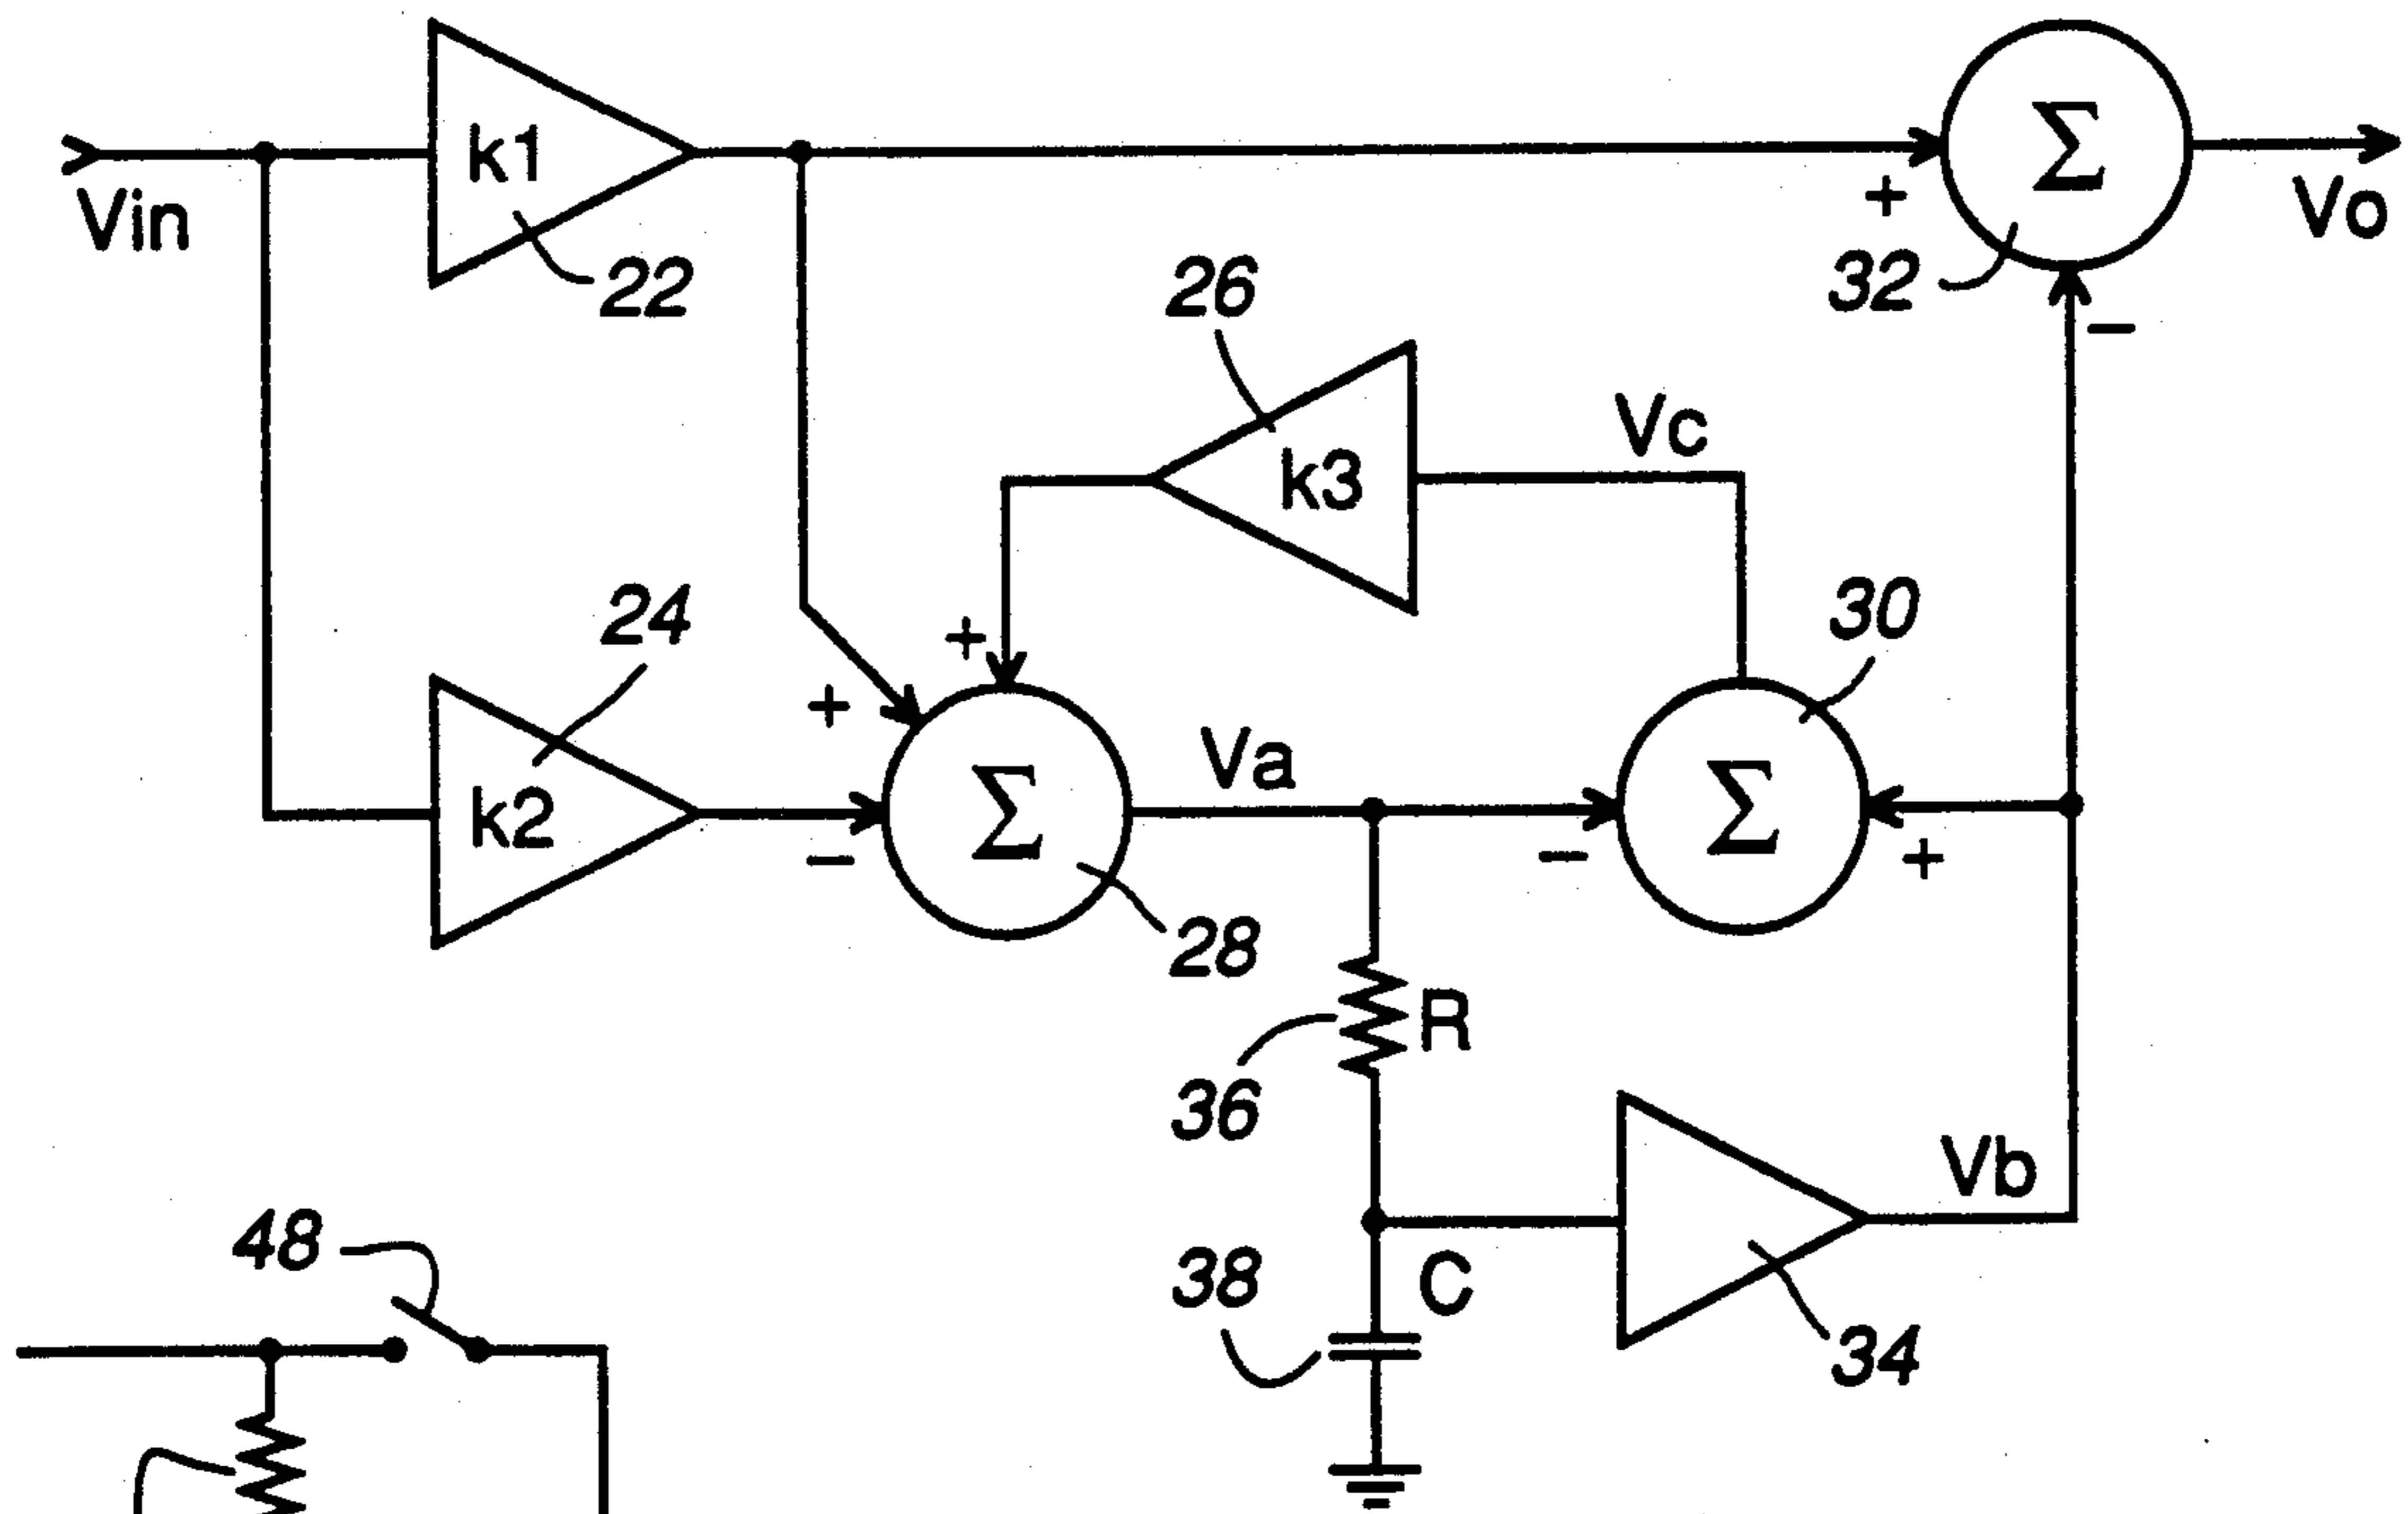 k1
Σ
Vin
+
Vo
22
26
32
−
Vc
k3
24
30
+
+
Va
k2
Σ
Σ
−
−
+
28
R
36
Vb
48
38
C
34